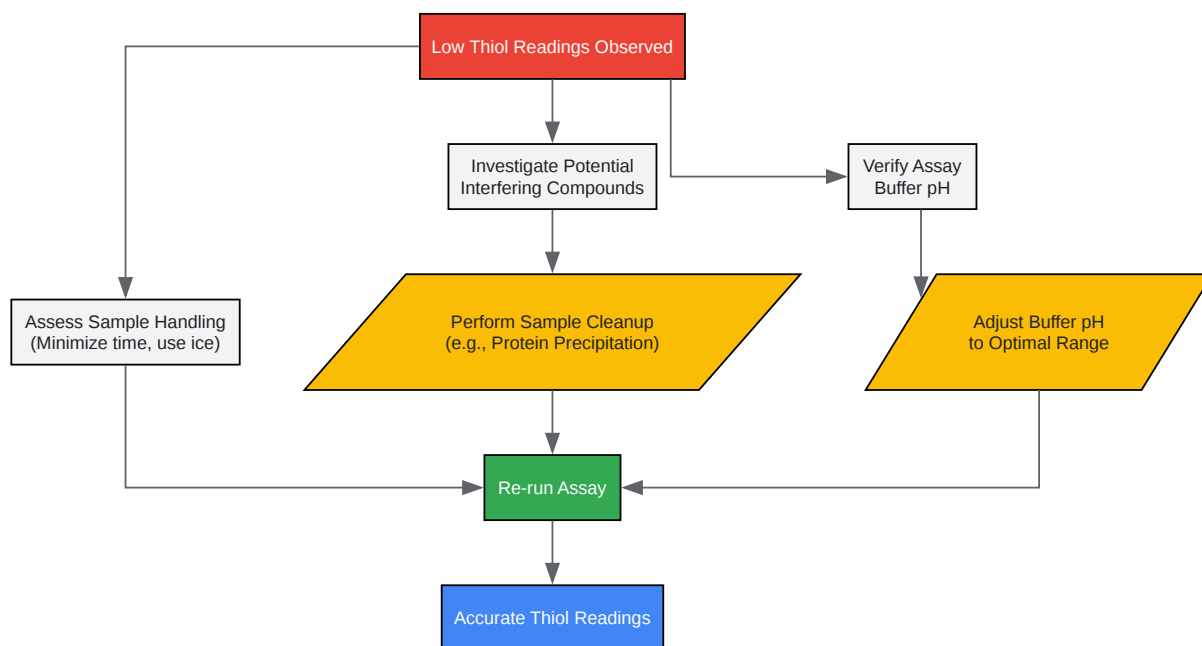 Low Thiol Readings Observed
Investigate Potential
Interfering Compounds
Verify Assay
Buffer pH
Assess Sample Handling
(Minimize time, use ice)
Perform Sample Cleanup
(e.g., Protein Precipitation)
Adjust Buffer pH
to Optimal Range
Re-run Assay
Accurate Thiol Readings